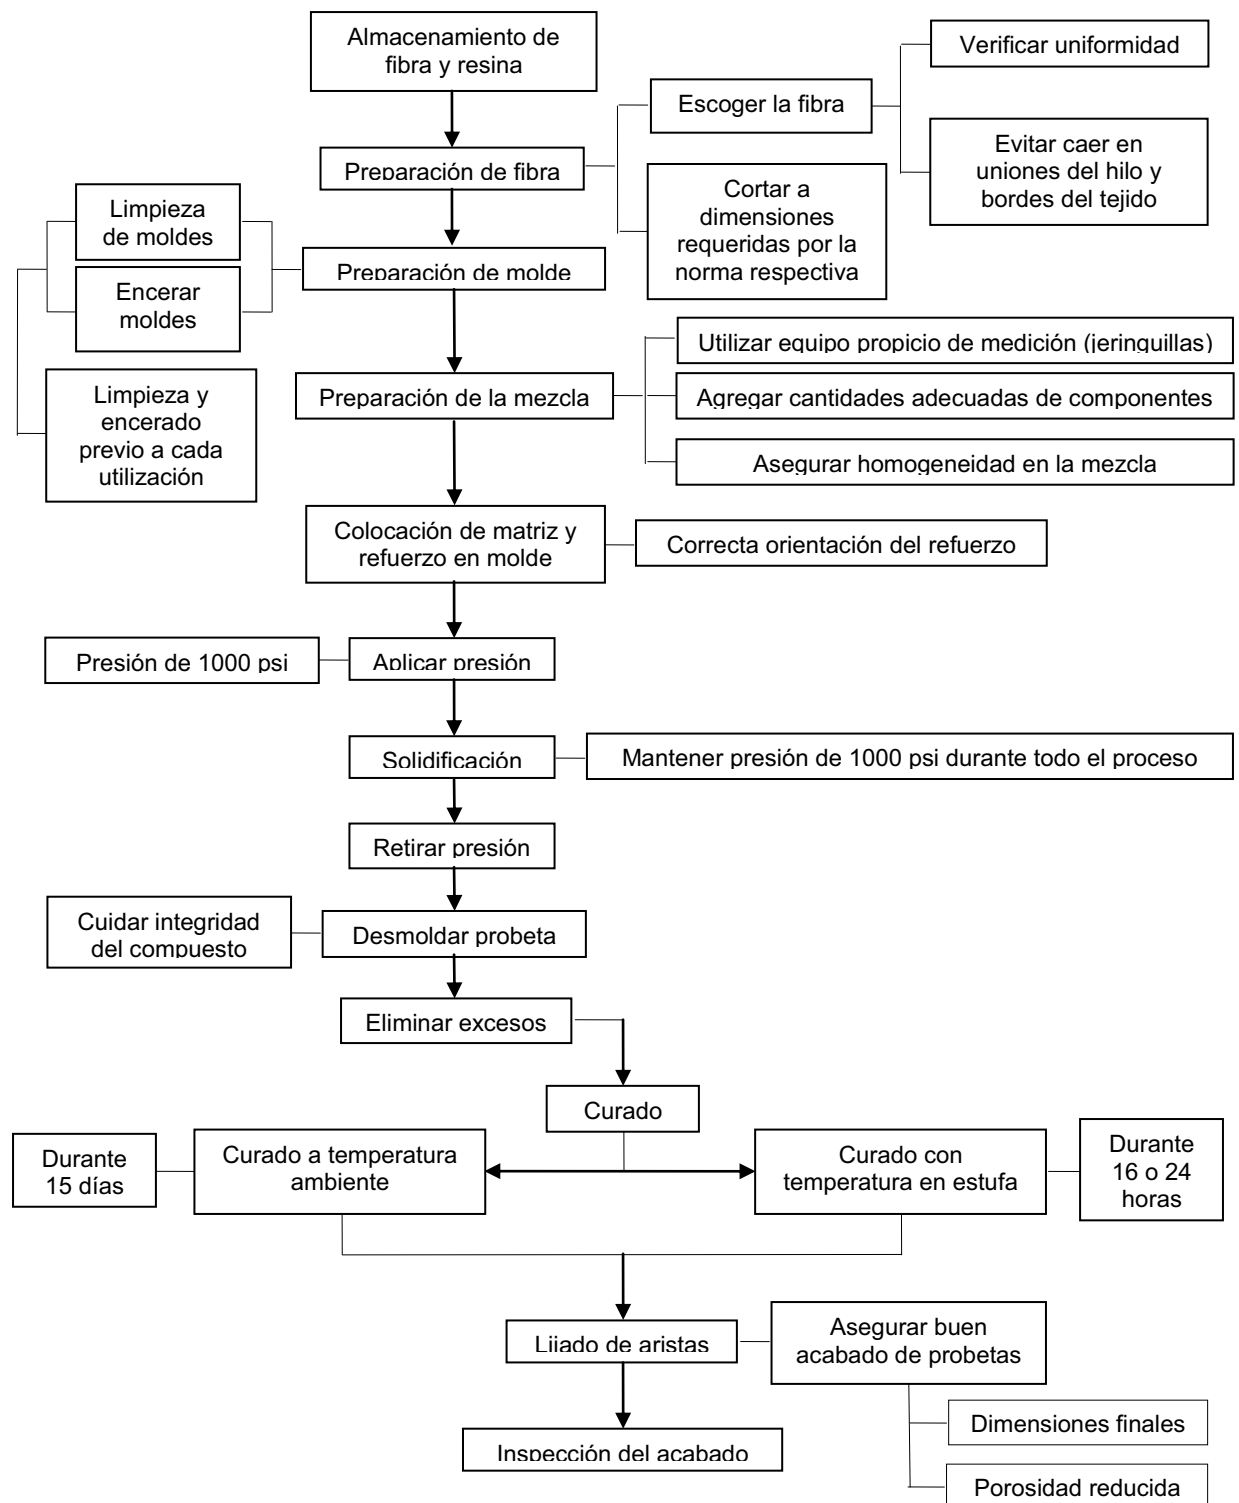 Almacenamiento de
fibra y resina
Verificar uniformidad
Escoger la fibra
Evitar caer en
uniones del hilo y
bordes del tejido
Preparación de fibra
Cortar a
dimensiones
requeridas por la
norma respectiva
Limpieza
de moldes
Preparación de molde
Encerar
moldes
Limpieza y
encerado
previo a cada
utilización
Utilizar equipo propicio de medición (jeringuillas)
Preparación de la mezcla
Agregar cantidades adecuadas de componentes
Asegurar homogeneidad en la mezcla
Colocación de matriz y
refuerzo en molde
Correcta orientación del refuerzo
Presión de 1000 psi
Aplicar presión
Solidificación
Mantener presión de 1000 psi durante todo el proceso
Retirar presión
Cuidar integridad
del compuesto
Desmoldar probeta
Eliminar excesos
Curado
Durante
15 días
Curado a temperatura
ambiente
Curado con
temperatura en estufa
Durante
16 o 24
horas
Lijado de aristas
Asegurar buen
acabado de probetas
Dimensiones finales
Inspección del acabado
Porosidad reducida